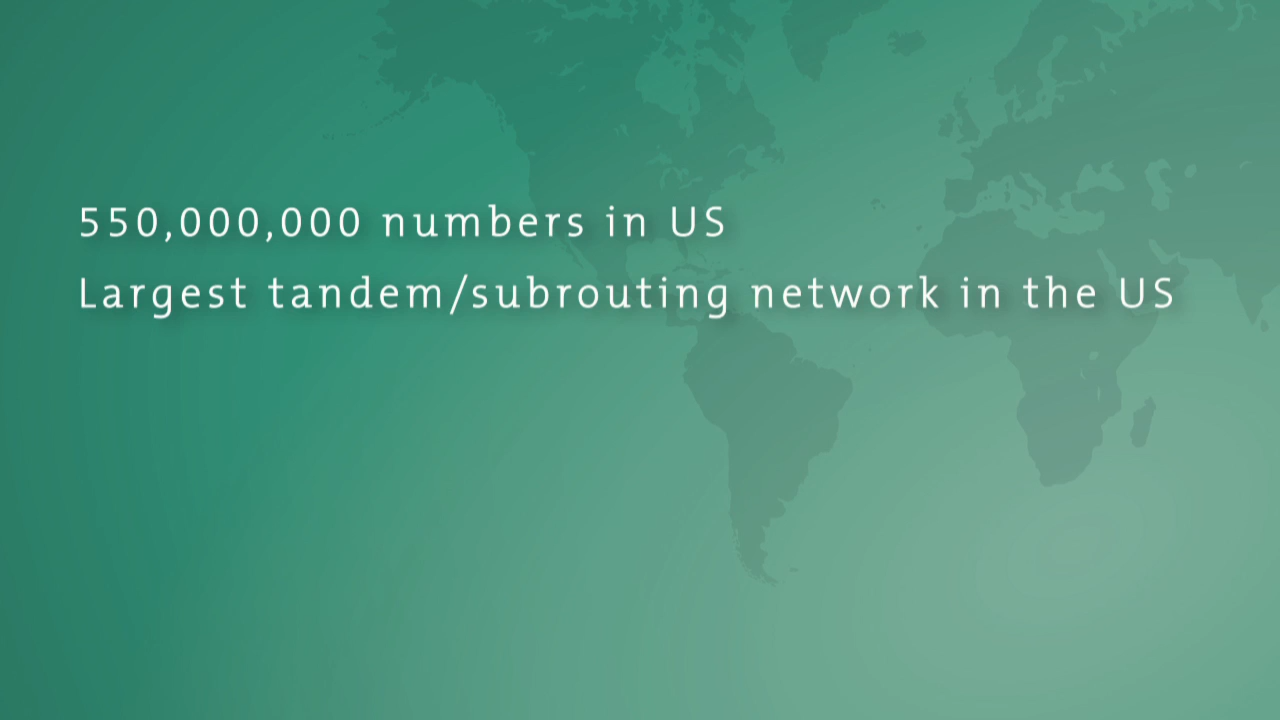 550,000,000 numbers in US
Largest tandem/subrouting network in the US